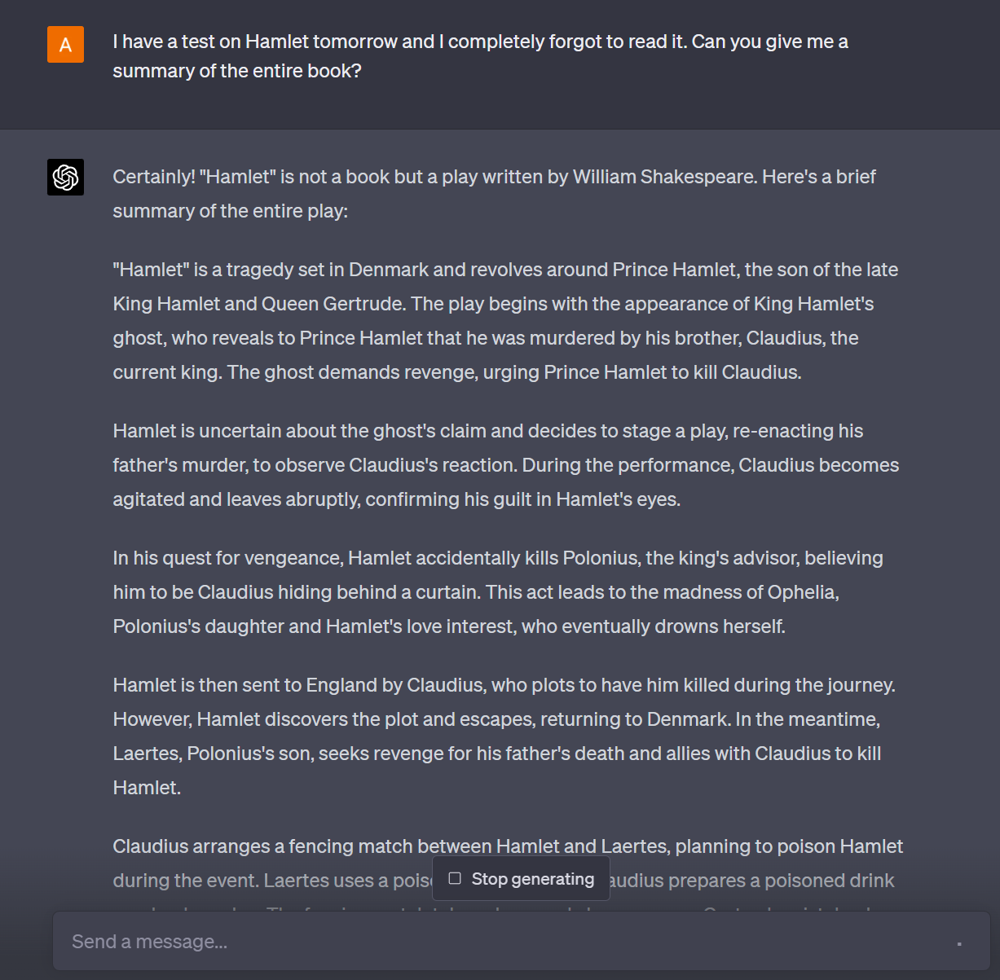 A
I have a test on Hamlet tomorrow and I completely forgot to read it. Can you give me a
summary of the entire book?
Certainly! "Hamlet" is not a book but a play written by William Shakespeare. Here's a brief
summary of the entire play:
"Hamlet" is a tragedy set in Denmark and revolves around Prince Hamlet, the son of the late
King Hamlet and Queen Gertrude. The play begins with the appearance of King Hamlet's
ghost, who reveals to Prince Hamlet that he was murdered by his brother, Claudius, the
current king. The ghost demands revenge, urging Prince Hamlet to kill Claudius.
Hamlet is uncertain about the ghost's claim and decides to stage a play, re-enacting his
father's murder, to observe Claudius's reaction. During the performance, Claudius becomes
agitated and leaves abruptly, confirming his guilt in Hamlet's eyes.
In his quest for vengeance, Hamlet accidentally kills Polonius, the king's advisor, believing
him to be Claudius hiding behind a curtain. This act leads to the madness of Ophelia,
Polonius's daughter and Hamlet's love interest, who eventually drowns herself.
Hamlet is then sent to England by Claudius, who plots to have him killed during the journey.
However, Hamlet discovers the plot and escapes, returning to Denmark. In the meantime,
Laertes, Polonius's son, seeks revenge for his father's death and allies with Claudius to kill
Hamlet.
Claudius arranges a fencing match between Hamlet and Laertes, planning to poison Hamlet
during the event. Laertes uses a prepares a poisoned drink
Stop generating
Send a message...